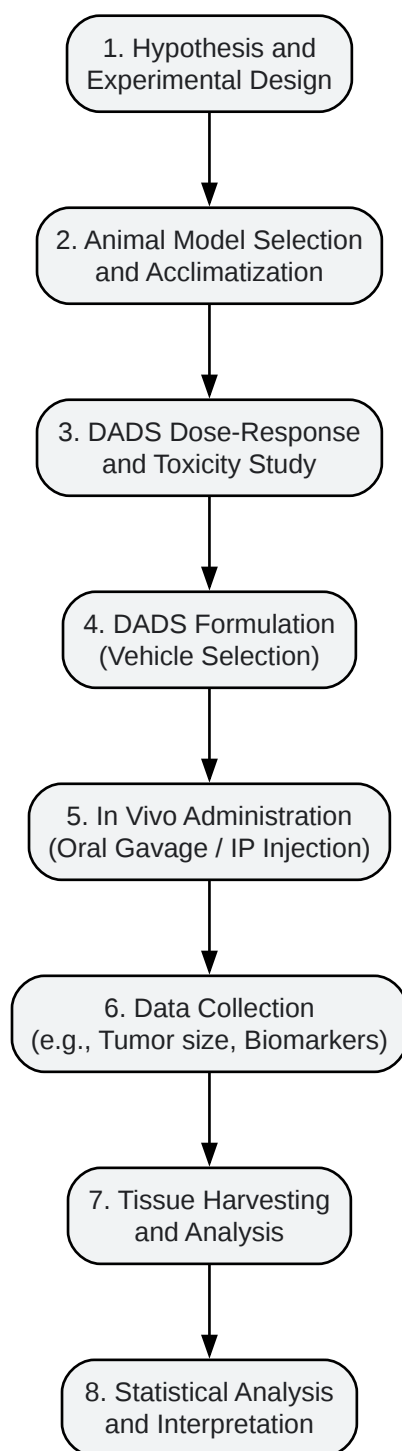 1. Hypothesis and
Experimental Design
2. Animal Model Selection
and Acclimatization
3. DADS Dose-Response
and Toxicity Study
4. DADS Formulation
(Vehicle Selection)
5. In Vivo Administration
(Oral Gavage / IP Injection)
6. Data Collection
(e.g., Tumor size, Biomarkers)
7. Tissue Harvesting
and Analysis
8. Statistical Analysis
and Interpretation